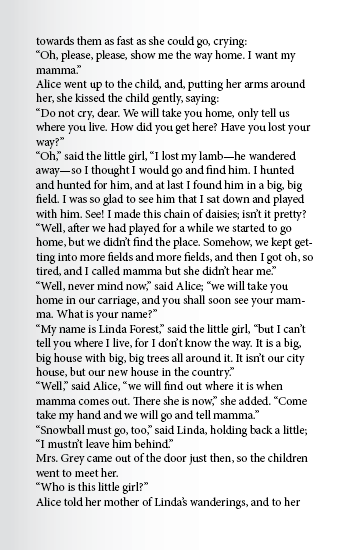 towards them as fast as she could go, crying:
“Oh, please, please, show me the way home. I want my
mamma.”
Alice went up to the child, and, putting her arms around
her, she kissed the child gently, saying:
“Do not cry, dear. We will take you home, only tell us
where you live. How did you get here? Have you lost your
way?”
“Oh,” said the little girl, “I lost my lamb—he wandered
away—so I thought I would go and find him. I hunted
and hunted for him, and at last I found him in a big, big
field. I was so glad to see him that I sat down and played
with him. See! I made this chain of daisies; isn’t it pretty?
“Well, after we had played for a while we started to go
home, but we didn’t find the place. Somehow, we kept get-
ting into more fields and more fields, and then I got oh, so
tired, and I called mamma but she didn’t hear me.”
“Well, never mind now,” said Alice; “we will take you
home in our carriage, and you shall soon see your mam-
ma. What is your name?”
“My name is Linda Forest,” said the little girl, “but I can’t
tell you where I live, for I don’t know the way. It is a big,
big house with big, big trees all around it. It isn’t our city
house, but our new house in the country.”
“Well,” said Alice, “we will find out where it is when
mamma comes out. There she is now,” she added. “Come
take my hand and we will go and tell mamma.”
“Snowball must go, too,” said Linda, holding back a little;
“I mustn’t leave him behind.”
Mrs. Grey came out of the door just then, so the children
went to meet her.
“Who is this little girl?”
Alice told her mother of Linda’s wanderings, and to her